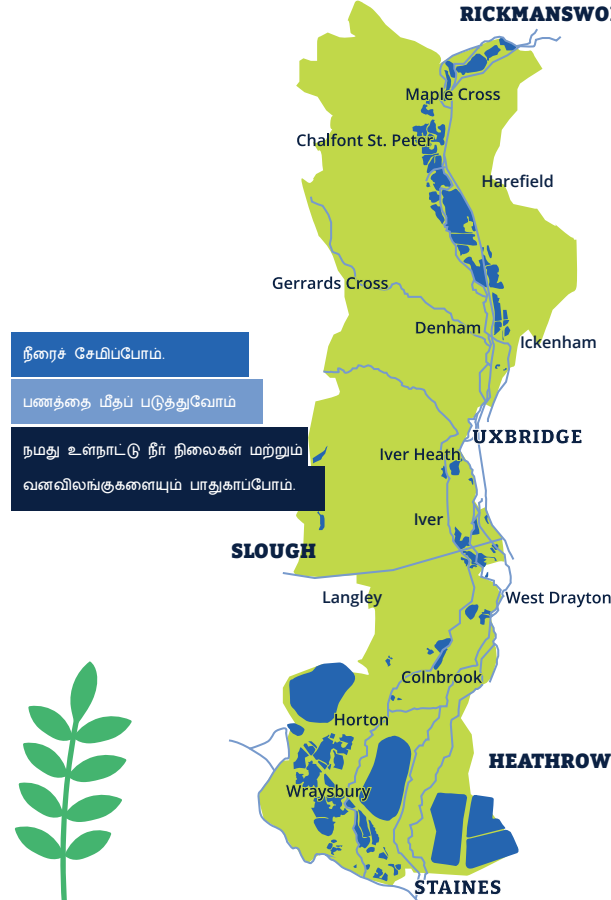 RICKMANSWO
Maple Cross
Chalfont St. Peter
Harefield
Gerrards Cross
Denham
Ickenham
நீரைச் சேமிப்போம்.
பணத்தை மீதப் படுத்துவோம்
நமது உள்நாட்டு நீர் நிலைகள் மற்றும்
வனவிலங்குகளையும் பாதுகாப்போம்.
UXBRIDGE
Iver Heath
Iver
SLOUGH
Langley
West Drayton
Colnbrook
Horton
HEATHROW
Wraysbury
STAINES